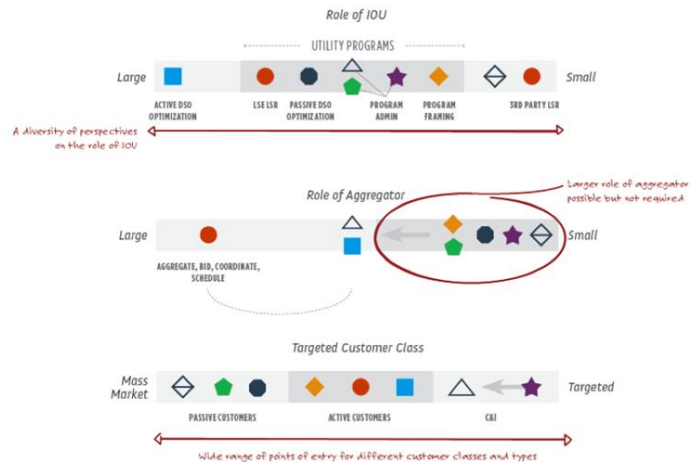 Role of IOU
UTILITY PROGRAMS
Large
Small
ACTIVE DSO
OPTIMIZATION
LSE LSR
PASSIVE DSO
OPTIMIZATION
PROGRAM
ADMIN
PROGRAM
FRAMING
3RD PARTY LSR
A diversity of perspectives
on the role of IOU
Role of Aggregator
Larger role of aggregator
possible but not required
Large
Small
AGGREGATE, BID, COORDINATE,
SCHEDULE
Targeted Customer Class
Mass
Market
Targeted
PASSIVE CUSTOMERS
ACTIVE CUSTOMERS
C&I
Wide range of points of entry for different customer classes and types